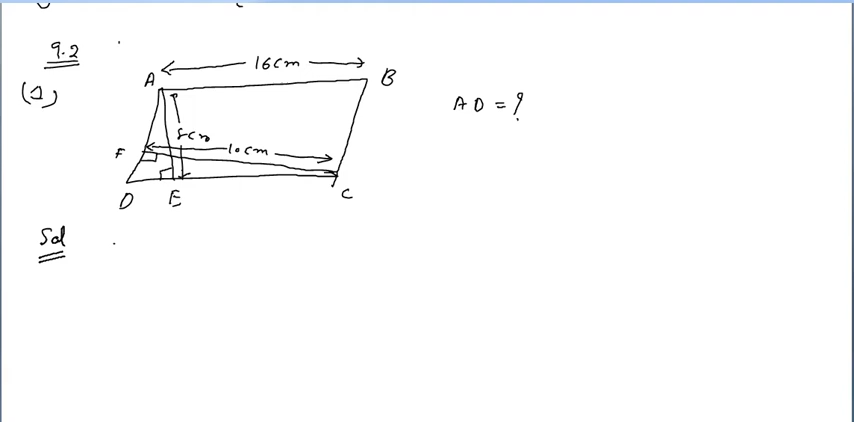 9.2
(1)
16cm
A
B
AD = ?
8cm
F
10cm
D
E
C
Sol